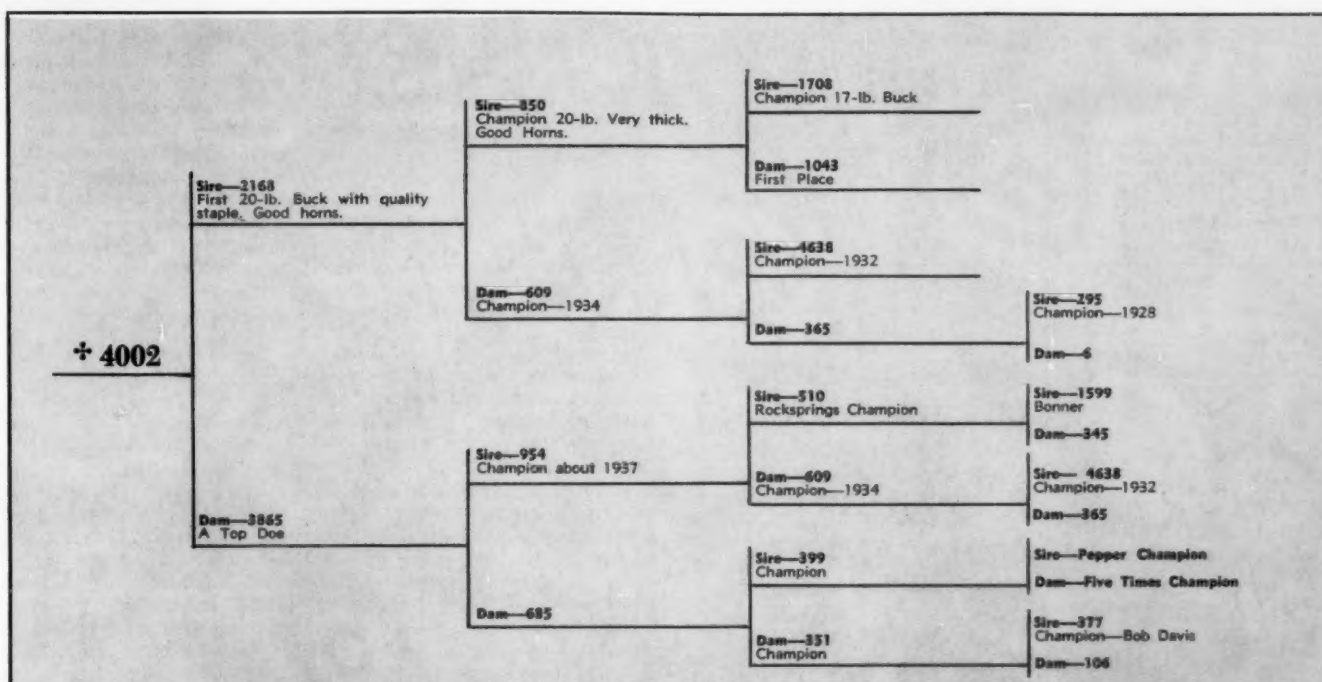 ÷ 4002
Sire—2168
First 20-lb. Buck with quality
staple. Good horns.
Dam—3865
A Top Doe
Sire—850
Champion 20-lb. Very thick.
Good Horns.
Dam—609
Champion—1934
Sire—954
Champion about 1937
Dam—685
Sire—1708
Champion 17-lb. Buck
Dam—1043
First Place
Sire—4638
Champion—1932
Dam—365
Sire—510
Rocksprings Champion
Dam—609
Champion—1934
Sire—399
Champion
Dam—351
Champion
Sire—295
Champion—1928
Dam—6
Sire—1599
Bonner
Dam—345
Sire— 4638
Champion—1932
Dam—365
Sire—Pepper Champion
Dam—Five Times Champion
Sire—377
Champion—Bob Davis
Dam—106